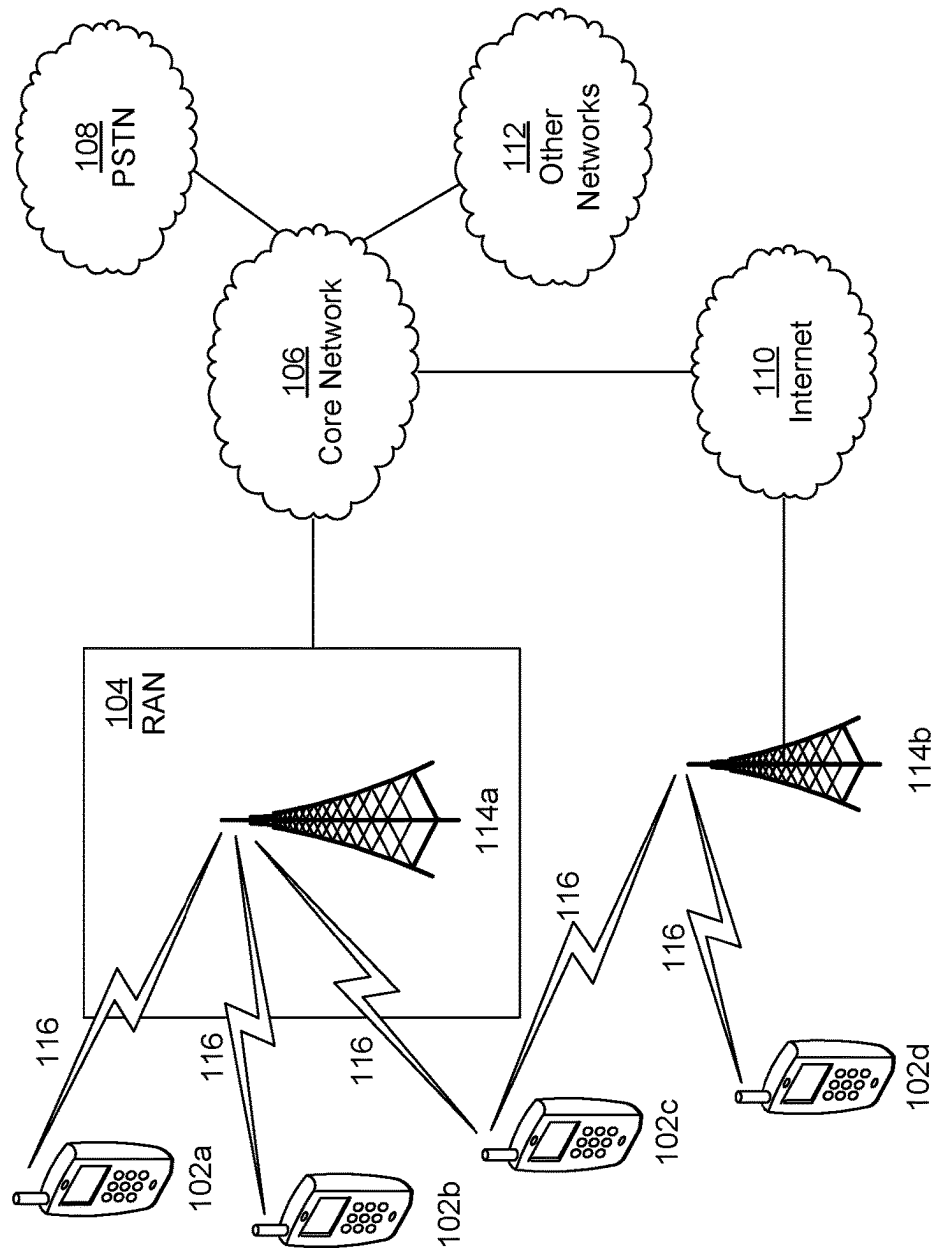 108
PSTN
112
Other
Networks
106
Core Network
110
Internet
104
RAN
114a
114b
116
116
116
116
116
102a
102b
102c
102d